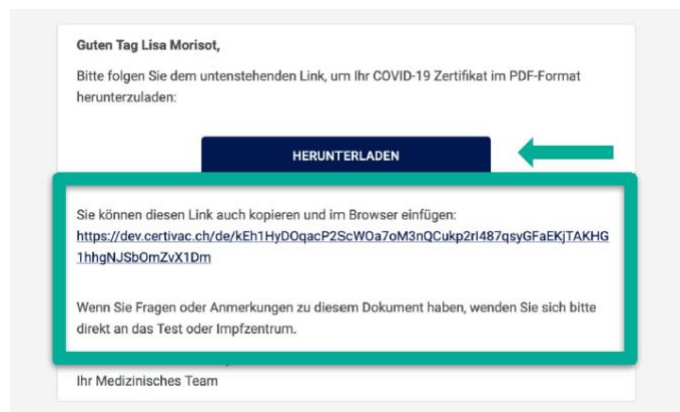 Guten Tag Lisa Morisot,
Bitte folgen Sie dem untenstehenden Link, um Ihr COVID-19 Zertifikat im PDF-Format
herunterzuladen:
HERUNTERLADEN
Sie können diesen Link auch kopieren und im Browser einfügen:
https://dev.certivac.ch/de/kEh1HyDOqacP2ScWOa7oM3nQCukp2rI487qsyGFaEKjTAKHG
1hhgNJSbOmZvX1Dm
Wenn Sie Fragen oder Anmerkungen zu diesem Dokument haben, wenden Sie sich bitte
direkt an das Test oder Impfzentrum.
Ihr Medizinisches Team